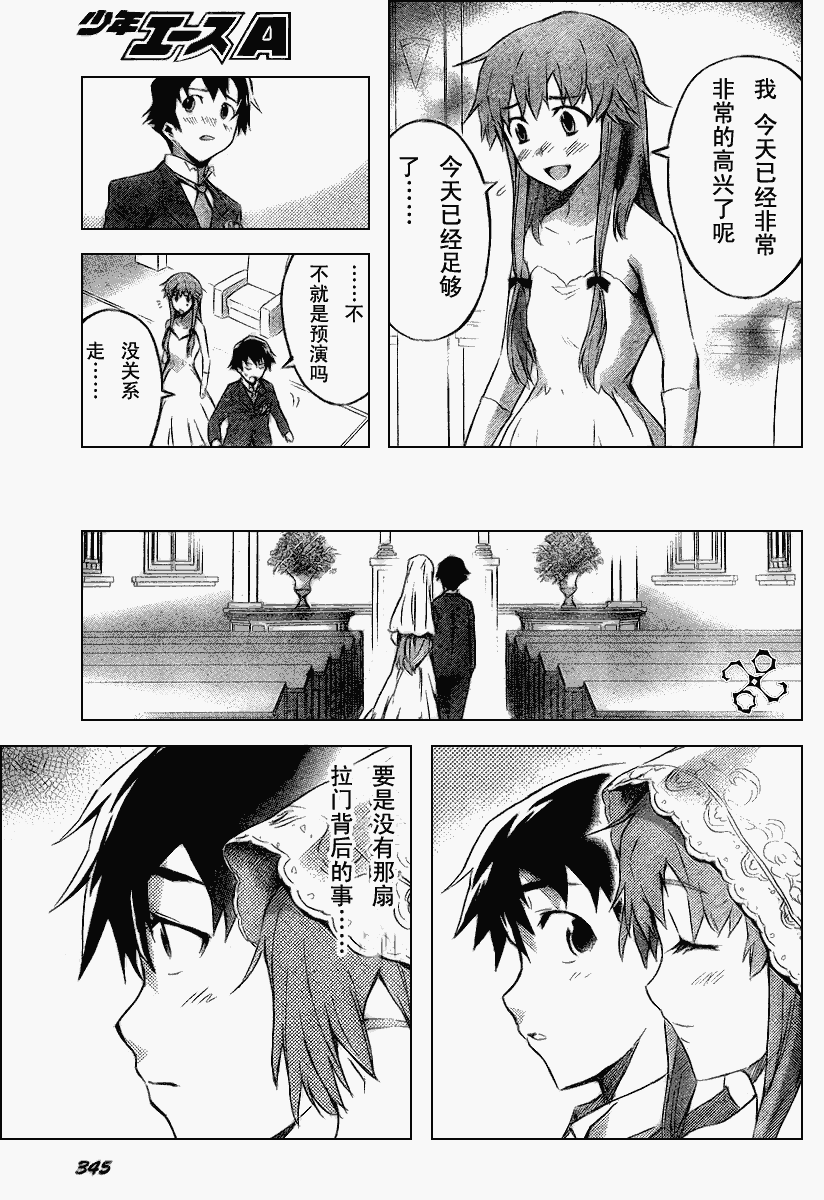 少年エースA
我 今天已经非常
非常的高兴了呢
今天已经足够
了……
……不
不就是预演吗
没关系
走……
要是没有那扇
拉门背后的事……
345